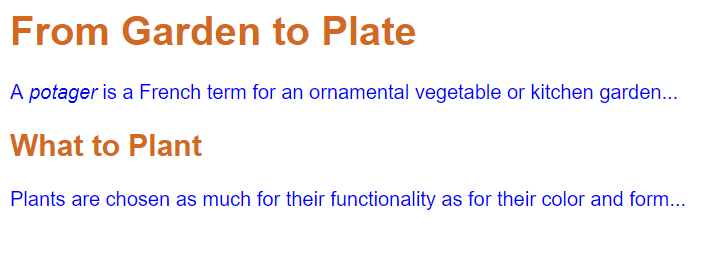 From Garden to Plate
A potager is a French term for an ornamental vegetable or kitchen garden...
What to Plant
Plants are chosen as much for their functionality as for their color and form...